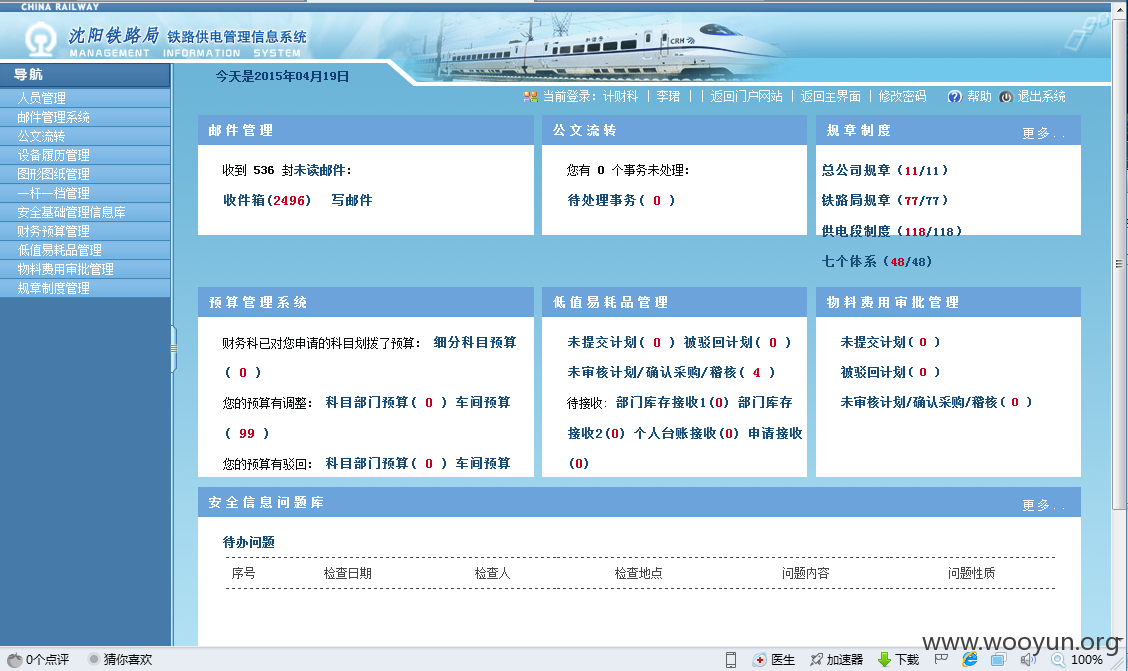 CHINA RAILWAY
沈阳铁路局 铁路供电管理信息系统
MANAGEMENT INFORMATION SYSTEM
CRH
导航
今天是2015年04月19日
当前登录：计财科 | 李珺 | | 返回门户网站 | 返回主界面 | 修改密码 帮助 退出系统
人员管理
邮件管理系统
公文流转
设备履历管理
图形图纸管理
一杆一档管理
安全基础管理信息库
财务预算管理
低值易耗品管理
物料费用审批管理
规章制度管理
邮件管理
收到 536 封未读邮件：
收件箱(2496) 写邮件
公文流转
您有 0 个事务未处理：
待处理事务( 0 )
规章制度 更多..
总公司规章（11/11）
铁路局规章（77/77）
供电段制度（118/118）
七个体系（48/48）
预算管理系统
财务科已对您申请的科目划拨了预算： 细分科目预算
( 0 )
您的预算有调整： 科目部门预算( 0 ) 车间预算
( 99 )
您的预算有驳回： 科目部门预算( 0 ) 车间预算
低值易耗品管理
未提交计划( 0 ) 被驳回计划( 0 )
未审核计划/确认采购/稽核( 4 )
待接收: 部门库存接收1(0) 部门库存
接收2(0) 个人台账接收(0) 申请接收
(0)
物料费用审批管理
未提交计划( 0 )
被驳回计划( 0 )
未审核计划/确认采购/稽核( 0 )
安全信息问题库 更多..
待办问题
序号 检查日期 检查人 检查地点 问题内容 问题性质
www.wooyun.org
0个点评 猜你喜欢 医生 加速器 下载 100%